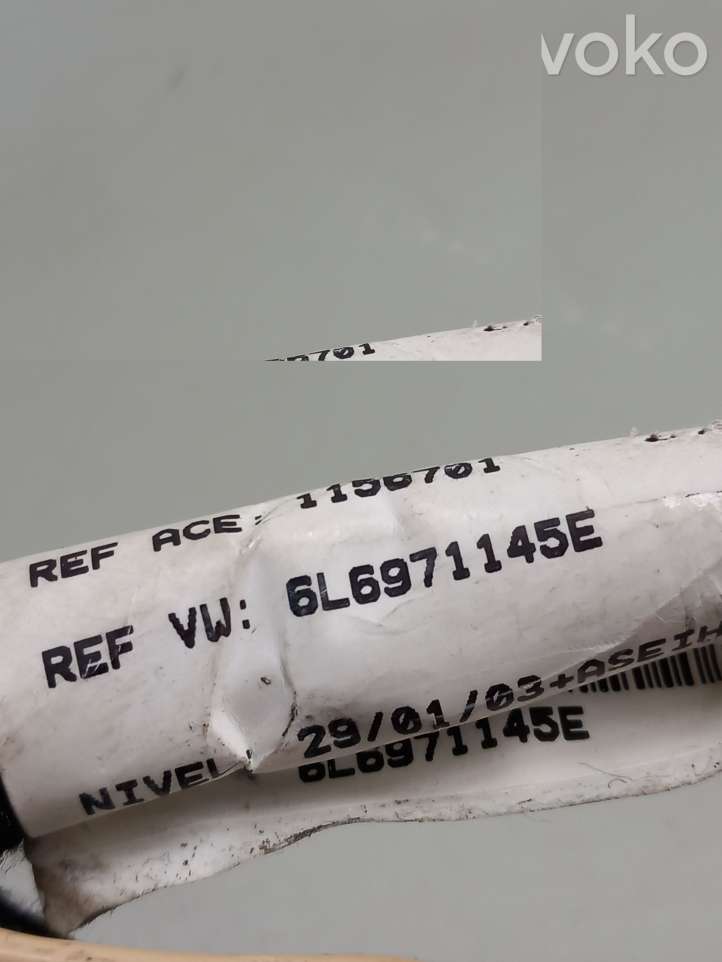 voko
REF ACE: 1156701
REF VW: 6L6971145E
NIVEL: 29/01/03+ASEIH
6L6971145E